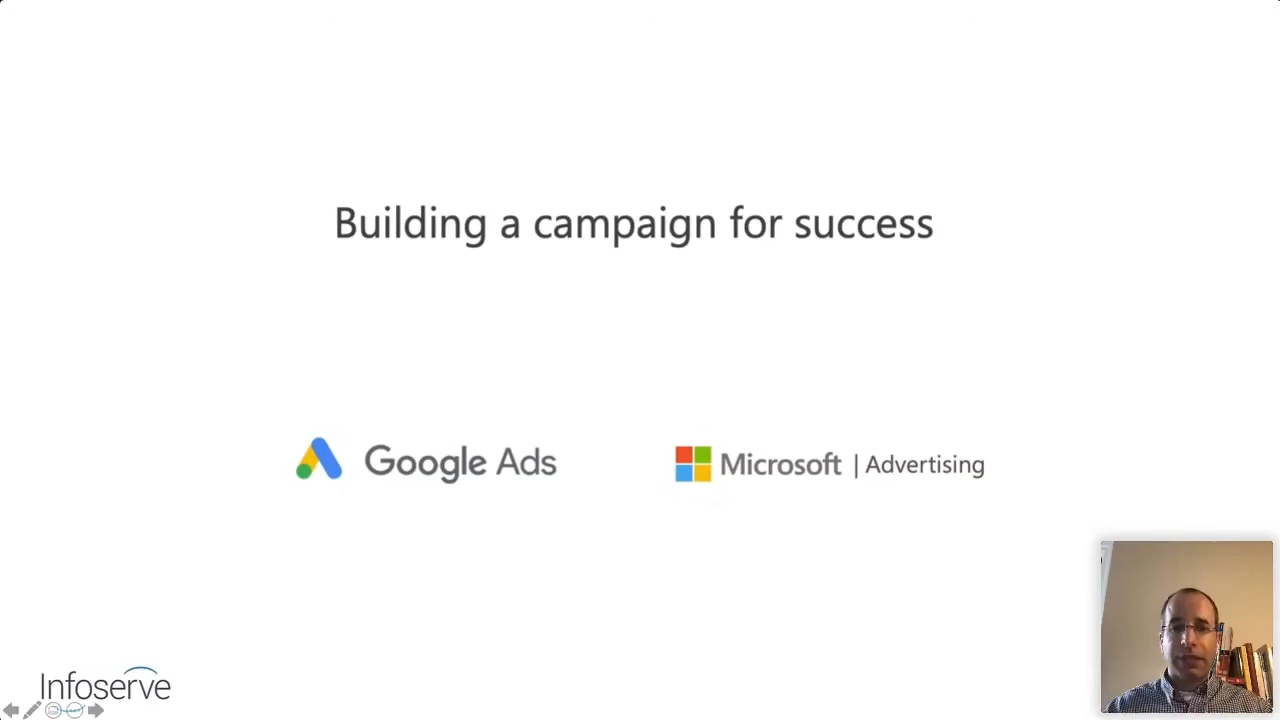 Building a campaign for success
Google Ads
Microsoft | Advertising
Infoserve